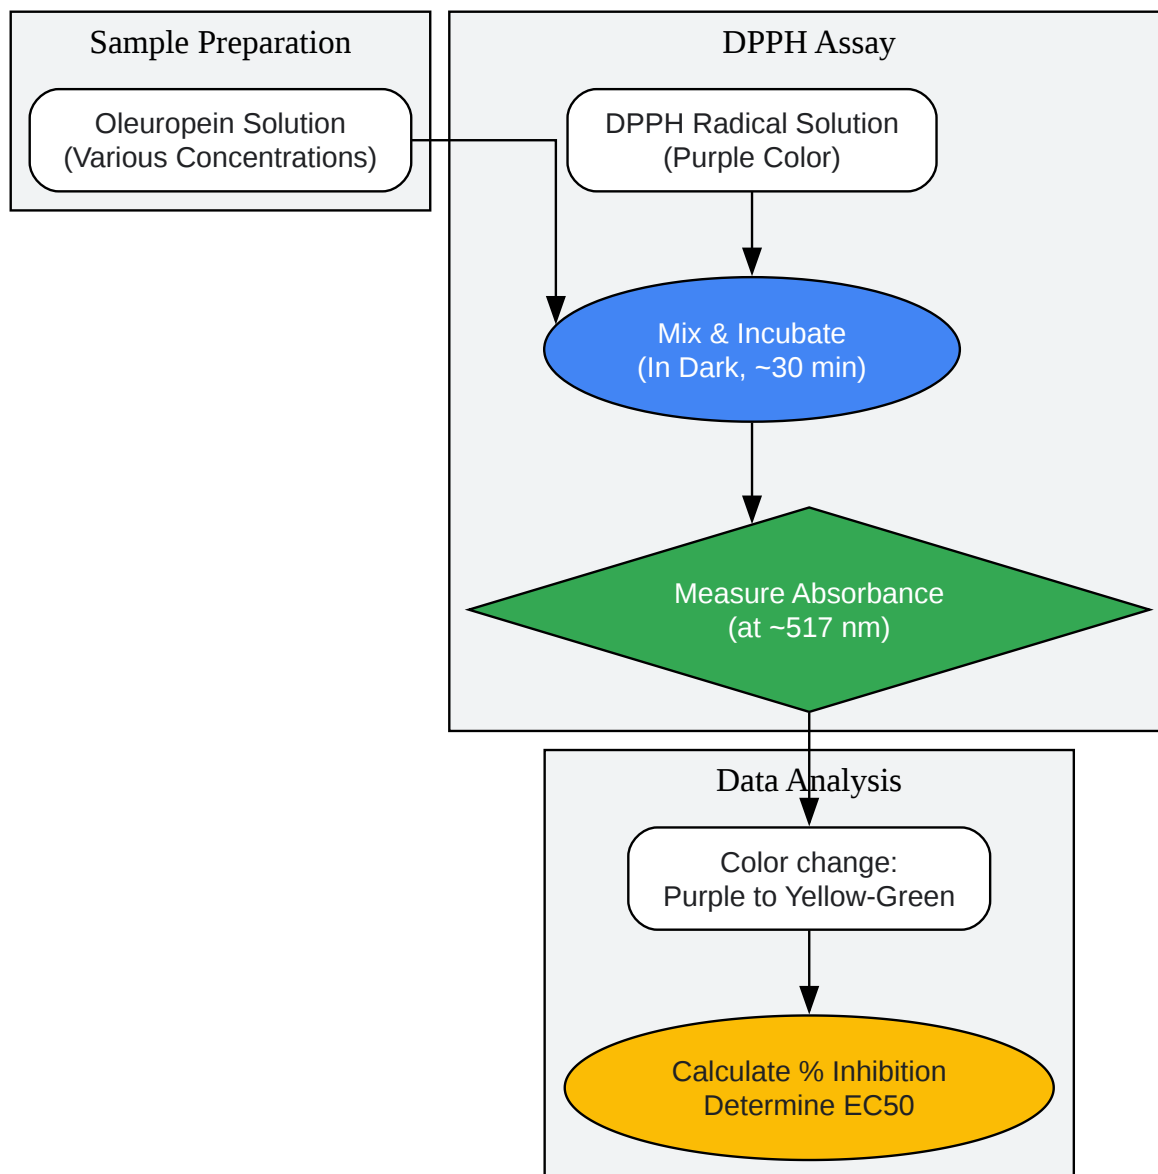 Sample Preparation
Oleuropein Solution
(Various Concentrations)
DPPH Assay
DPPH Radical Solution
(Purple Color)
Mix & Incubate
(In Dark, ~30 min)
Measure Absorbance
(at ~517 nm)
Data Analysis
Color change:
Purple to Yellow-Green
Calculate % Inhibition
Determine EC50